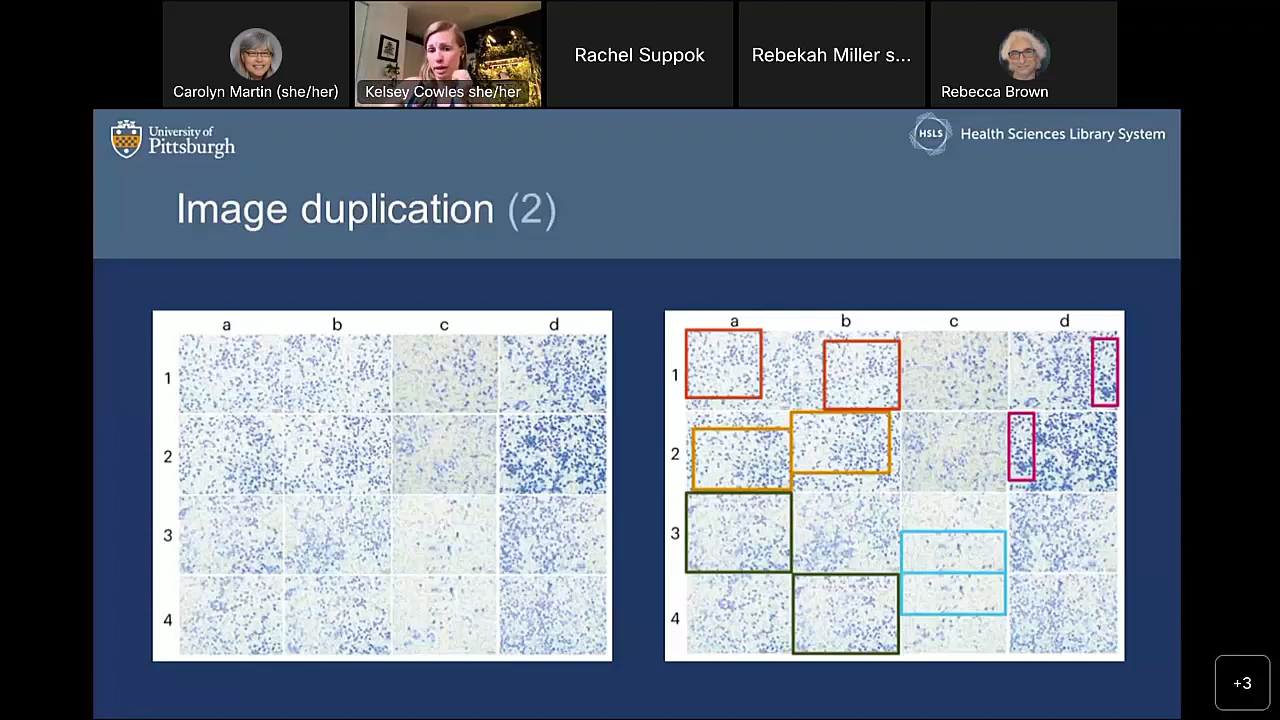 Carolyn Martin (she/her)
Kelsey Cowles she/her
Rachel Suppok
Rebekah Miller s...
Rebecca Brown
University of
Pittsburgh
HSLS
Health Sciences Library System
Image duplication (2)
a b c d
1
2
3
4
a b c d
1
2
3
4
+3